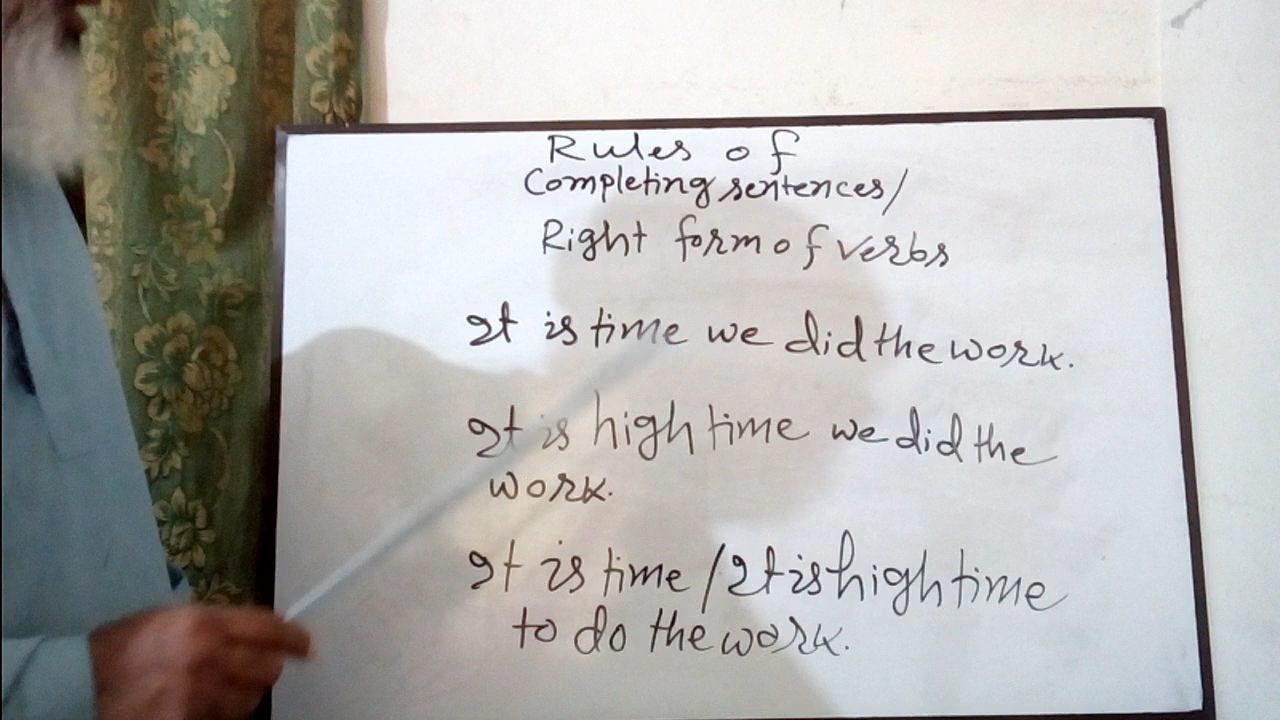 Rules of
Completing sentences/
Right form of verbs
It is time we did the work.
It is high time we did the
work.
It is time / It is high time
to do the work.